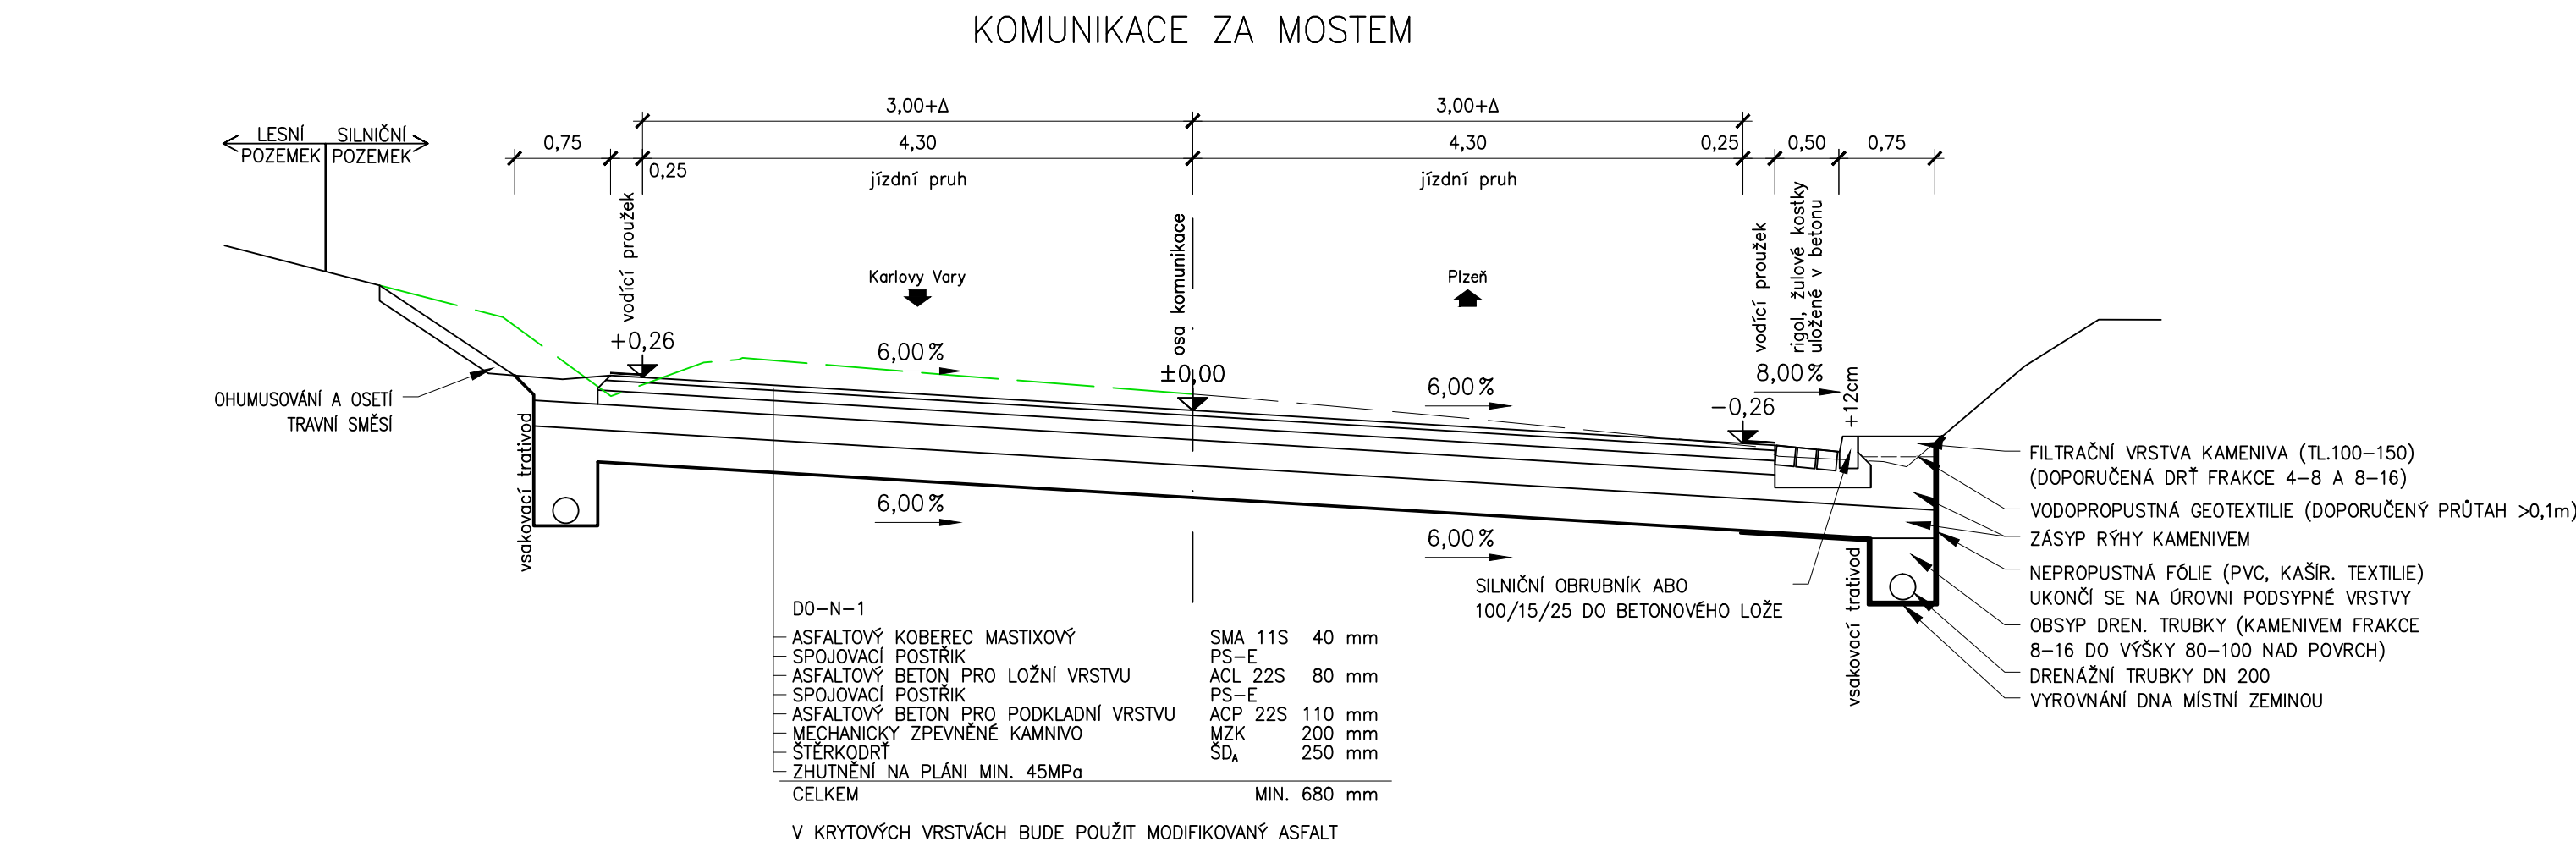 KOMUNIKACE ZA MOSTEM
3,00+Δ
3,00+Δ
LESNÍ
POZEMEK
SILNIČNÍ
POZEMEK
0,75
0,25
4,30
4,30
0,25
0,50
0,75
jízdní pruh
jízdní pruh
vodící proužek
osa komunikace
vodící proužek
rigol, žulové kostky
uložené v betonu
Karlovy Vary
Plzeň
+0,26
6,00%
±0,00
6,00%
-0,26
8,00%
+12cm
OHUMUSOVÁNÍ A OSETÍ
TRAVNÍ SMĚSÍ
vsakovací trativod
6,00%
6,00%
SILNIČNÍ OBRUBNÍK ABO
100/15/25 DO BETONOVÉHO LOŽE
vsakovací trativod
FILTRAČNÍ VRSTVA KAMENIVA (TL.100-150)
(DOPORUČENÁ DRŤ FRAKCE 4-8 A 8-16)
VODOPROPUSTNÁ GEOTEXTILIE (DOPORUČENÝ PRŮTAH >0,1m)
ZÁSYP RÝHY KAMENIVEM
NEPROPUSTNÁ FÓLIE (PVC, KAŠÍR. TEXTILIE)
UKONČÍ SE NA ÚROVNI PODSYPNÉ VRSTVY
OBSYP DREN. TRUBKY (KAMENIVEM FRAKCE
8-16 DO VÝŠKY 80-100 NAD POVRCH)
DRENÁŽNÍ TRUBKY DN 200
VYROVNÁNÍ DNA MÍSTNÍ ZEMINOU
D0-N-1
ASFALTOVÝ KOBEREC MASTIXOVÝ SMA 11S 40 mm
SPOJOVACÍ POSTŘIK PS-E
ASFALTOVÝ BETON PRO LOŽNÍ VRSTVU ACL 22S 80 mm
SPOJOVACÍ POSTŘIK PS-E
ASFALTOVÝ BETON PRO PODKLADNÍ VRSTVU ACP 22S 110 mm
MECHANICKY ZPEVNĚNÉ KAMNIVO MZK 200 mm
ŠTĚRKODRŤ ŠDA 250 mm
ZHUTNĚNÍ NA PLÁNI MIN. 45MPa
CELKEM MIN. 680 mm
V KRYTOVÝCH VRSTVÁCH BUDE POUŽIT MODIFIKOVANÝ ASFALT